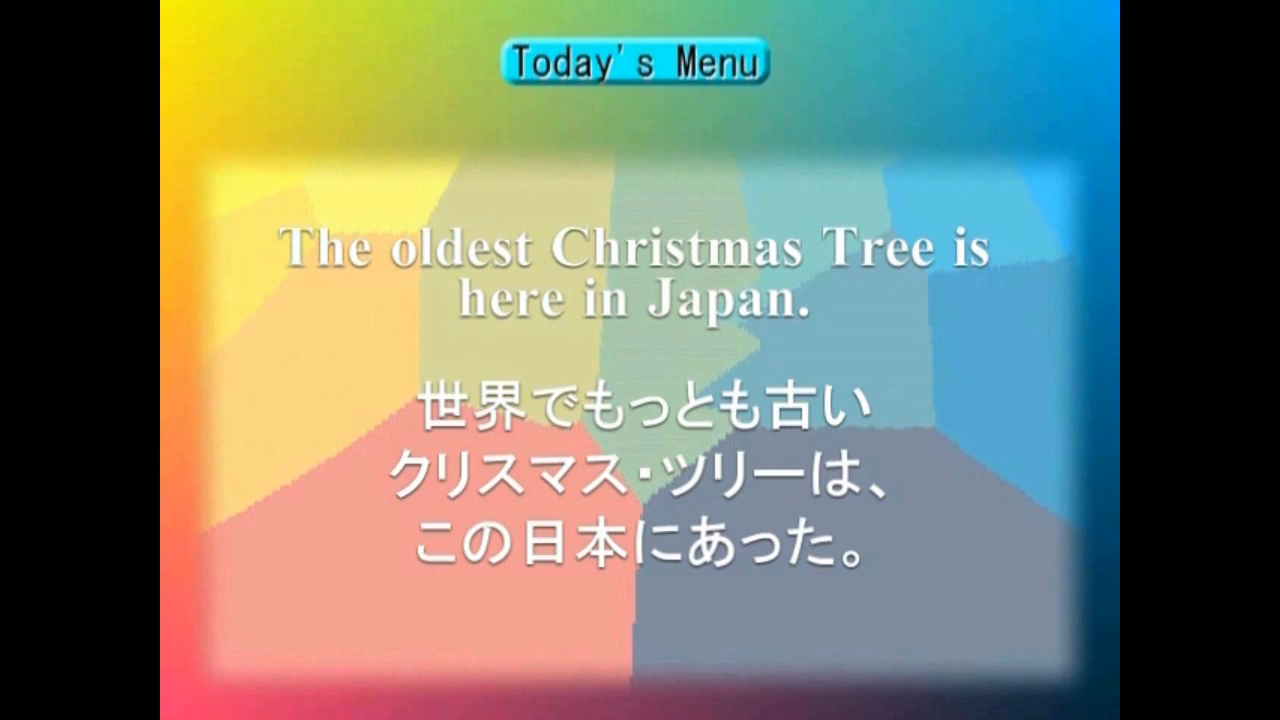 Today's Menu
The oldest Christmas Tree is
here in Japan.
世界でもっとも古い
クリスマス・ツリーは、
この日本にあった。